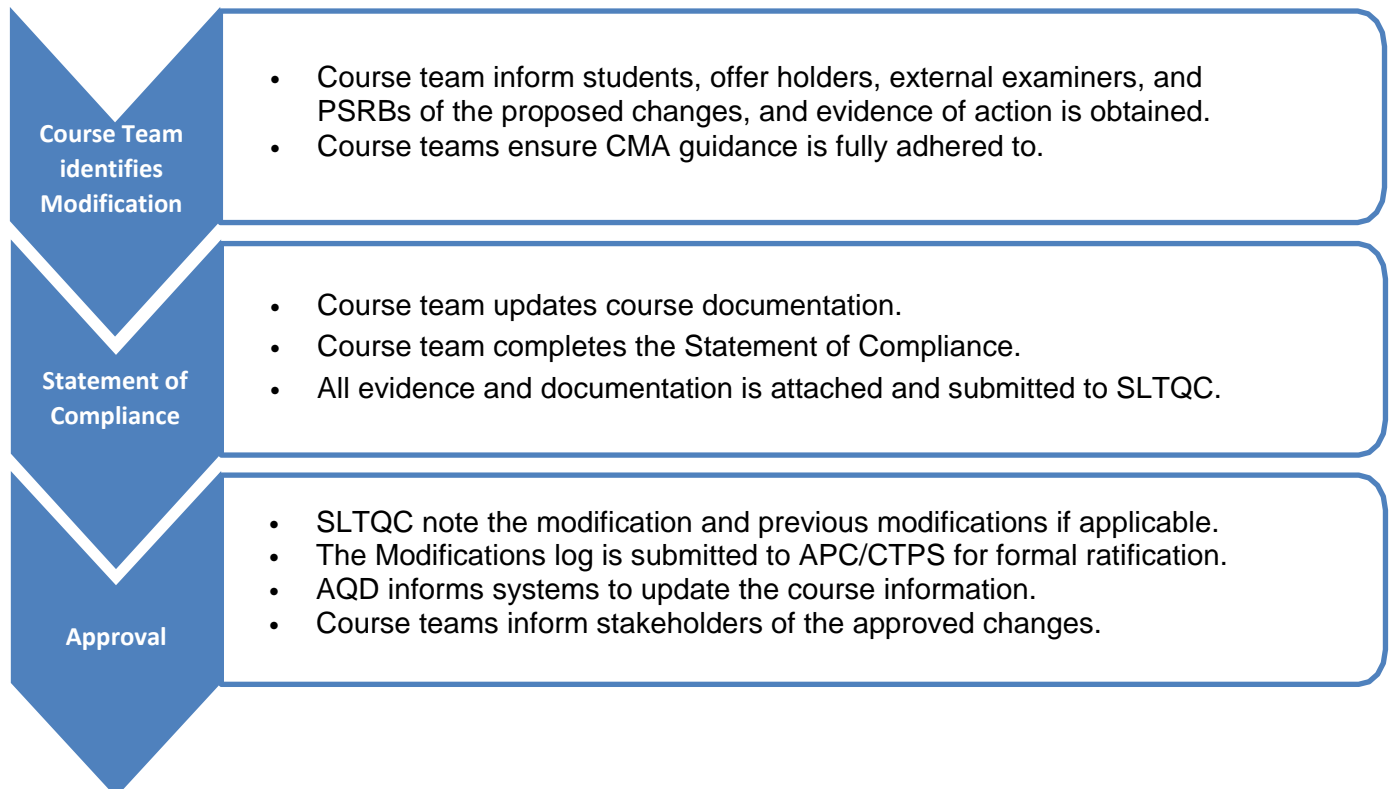 Course Team
identifies
Modification
• Course team inform students, offer holders, external examiners, and
PSRBs of the proposed changes, and evidence of action is obtained.
• Course teams ensure CMA guidance is fully adhered to.
Statement of
Compliance
• Course team updates course documentation.
• Course team completes the Statement of Compliance.
• All evidence and documentation is attached and submitted to SLTQC.
Approval
• SLTQC note the modification and previous modifications if applicable.
• The Modifications log is submitted to APC/CTPS for formal ratification.
• AQD informs systems to update the course information.
• Course teams inform stakeholders of the approved changes.